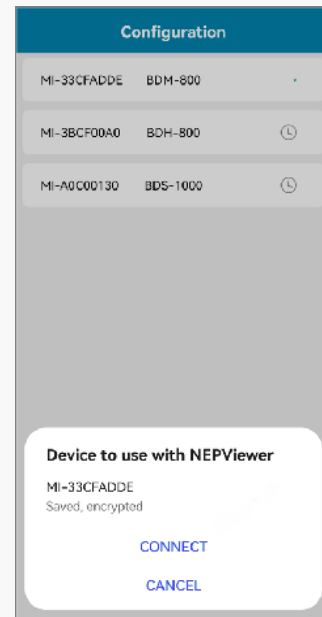 Configuration
MI-33CFADDE BDM-800
MI-3BCF00A0 BDH-800
MI-A0C00130 BDS-1000
Device to use with NEPViewer
MI-33CFADDE
Saved, encrypted
CONNECT
CANCEL